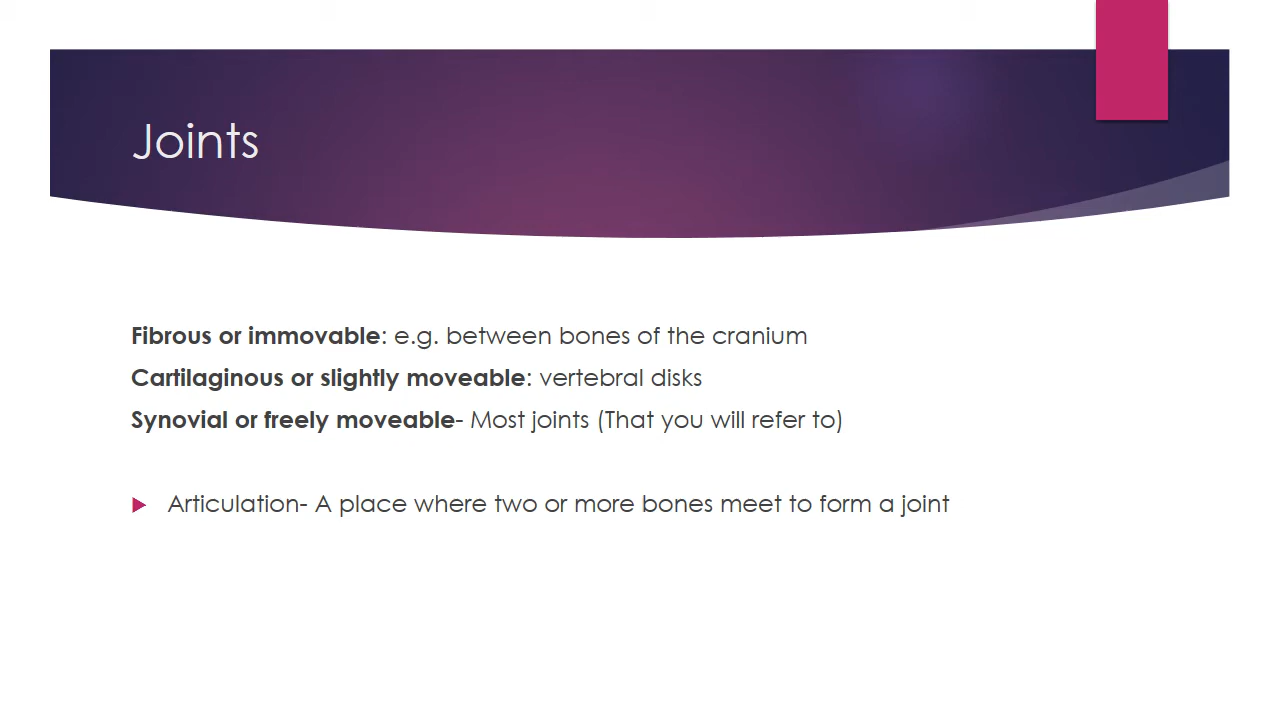 Joints
Fibrous or immovable: e.g. between bones of the cranium
Cartilaginous or slightly moveable: vertebral disks
Synovial or freely moveable- Most joints (That you will refer to)
Articulation- A place where two or more bones meet to form a joint